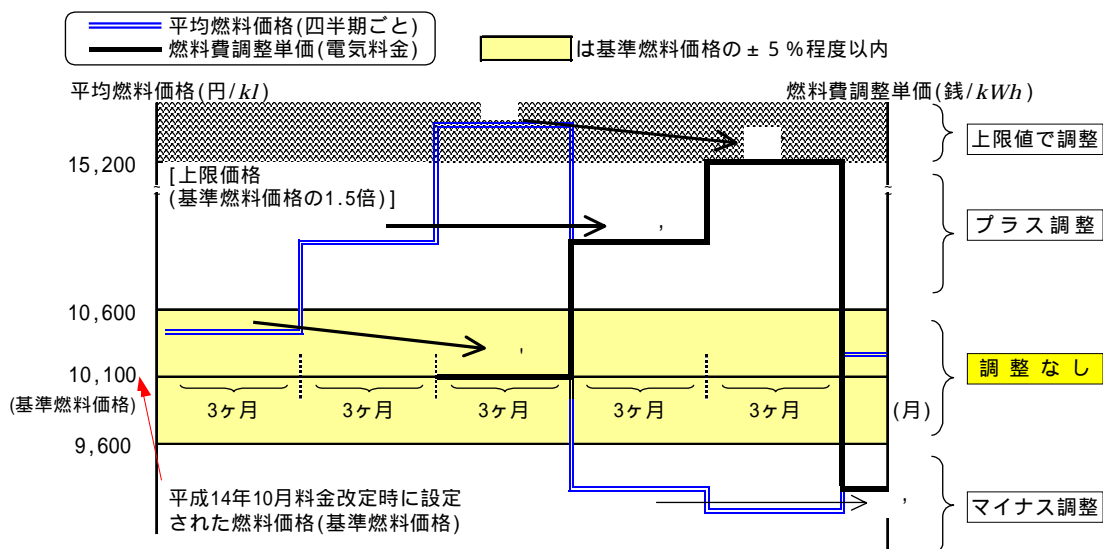 平均燃料価格(四半期ごと)
燃料費調整単価(電気料金)
は基準燃料価格の±5%程度以内
平均燃料価格(円/kl)
燃料費調整単価(銭/kWh)
上限値で調整
15,200
[上限価格
(基準燃料価格の1.5倍)]
,
プラス調整
10,600
,
10,100
(基準燃料価格)
調整なし
3ヶ月
3ヶ月
3ヶ月
3ヶ月
3ヶ月
(月)
9,600
平成14年10月料金改定時に設定
された燃料価格(基準燃料価格)
,
マイナス調整